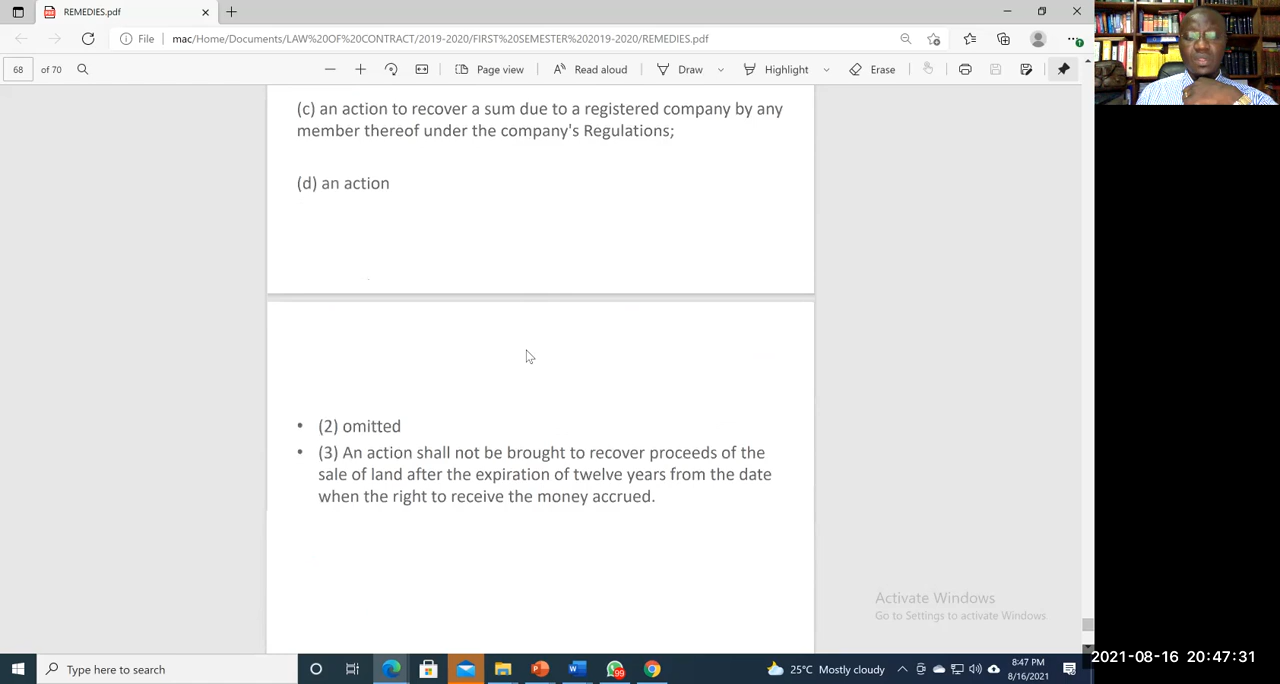 REMEDIES.pdf
File
mac/Home/Documents/LAW%20OF%20CONTRACT/2019-2020/FIRST%20SEMESTER%202019-2020/REMEDIES.pdf
68 of 70
Page view
Read aloud
Draw
Highlight
Erase
(c) an action to recover a sum due to a registered company by any
member thereof under the company's Regulations;
(d) an action
• (2) omitted
• (3) An action shall not be brought to recover proceeds of the
sale of land after the expiration of twelve years from the date
when the right to receive the money accrued.
Activate Windows
Go to Settings to activate Windows.
Type here to search
99
25°C Mostly cloudy
8:47 PM
8/16/2021
2021-08-16 20:47:31